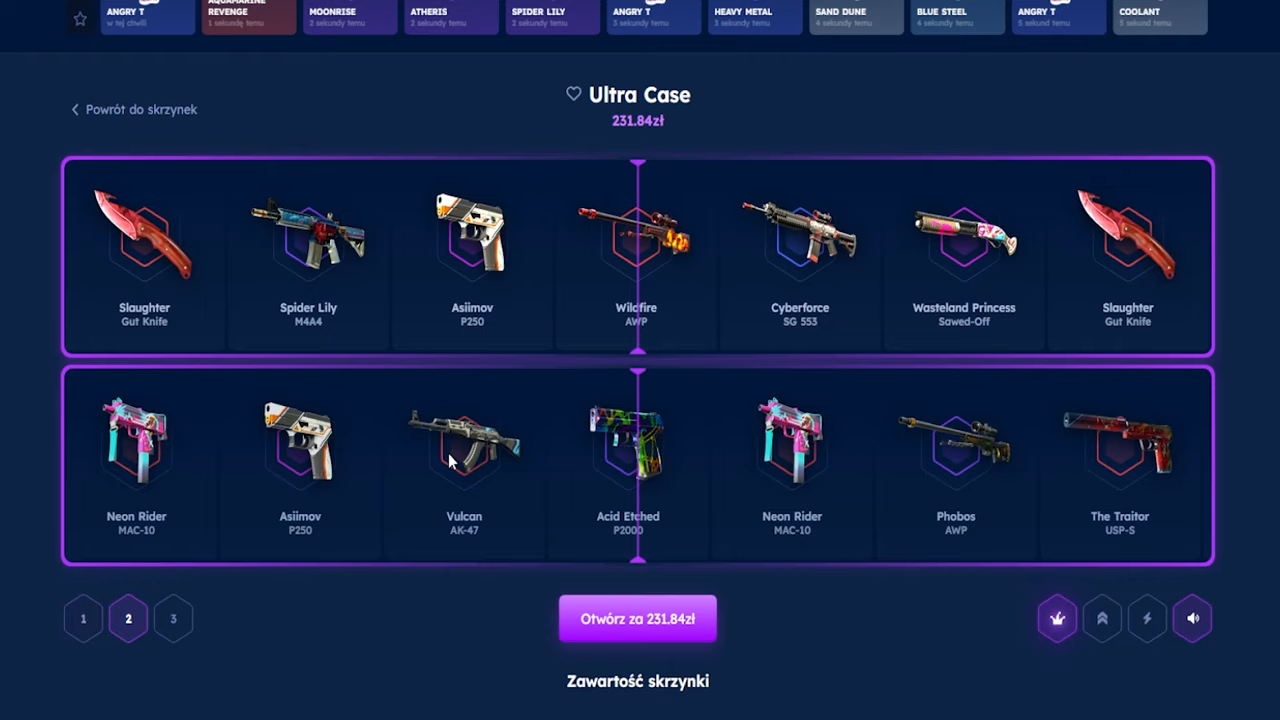 ANGRY T
w tej chwili
AQUAMARINE
REVENGE
1 sekundę temu
MOONRISE
2 sekundy temu
ATHERIS
2 sekundy temu
SPIDER LILY
2 sekundy temu
ANGRY T
3 sekundy temu
HEAVY METAL
3 sekundy temu
SAND DUNE
4 sekundy temu
BLUE STEEL
4 sekundy temu
ANGRY T
5 sekund temu
COOLANT
5 sekund temu
Powrót do skrzynek
Ultra Case
231.84zł
Slaughter
Gut Knife
Spider Lily
M4A4
Asiimov
P250
Wildfire
AWP
Cyberforce
SG 553
Wasteland Princess
Sawed-Off
Slaughter
Gut Knife
Neon Rider
MAC-10
Asiimov
P250
Vulcan
AK-47
Acid Etched
P2000
Neon Rider
MAC-10
Phobos
AWP
The Traitor
USP-S
1
2
3
Otwórz za 231.84zł
Zawartość skrzynki